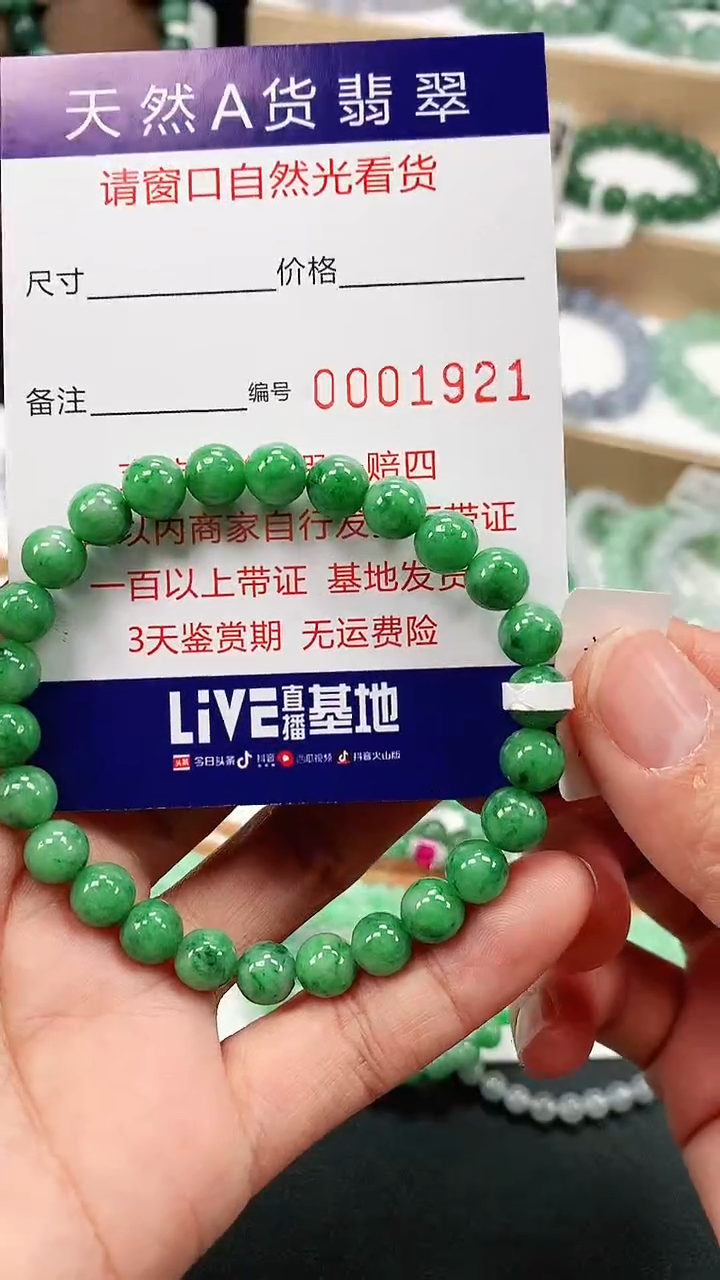 天然A货翡翠
请窗口自然光看货
尺寸 价格
备注 编号 0001921
赔四
以内商家自行发 带证
一百以上带证 基地发货
3天鉴赏期 无运费险
LiVE直播基地
头条 今日头条 抖音 西瓜视频 抖音火山版